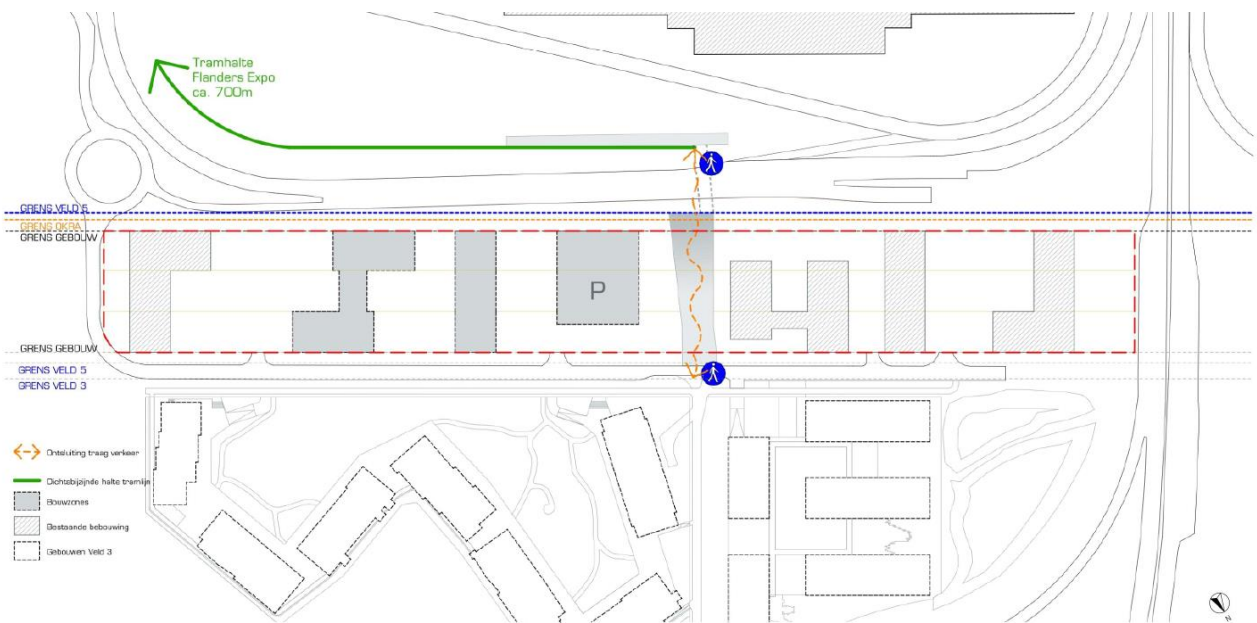 Tramhalte
Flanders Expo
ca. 700m
GRENS VELD 5
GRENS OKRA
GRENS GEBOUW
P
GRENS GEBOUW
GRENS VELD 5
GRENS VELD 3
Ontsluiting traag verkeer
Dichtsbijzijnde halte tramlijn
Bouwzones
Bestaande bebouwing
Gebouwen Veld 3
N